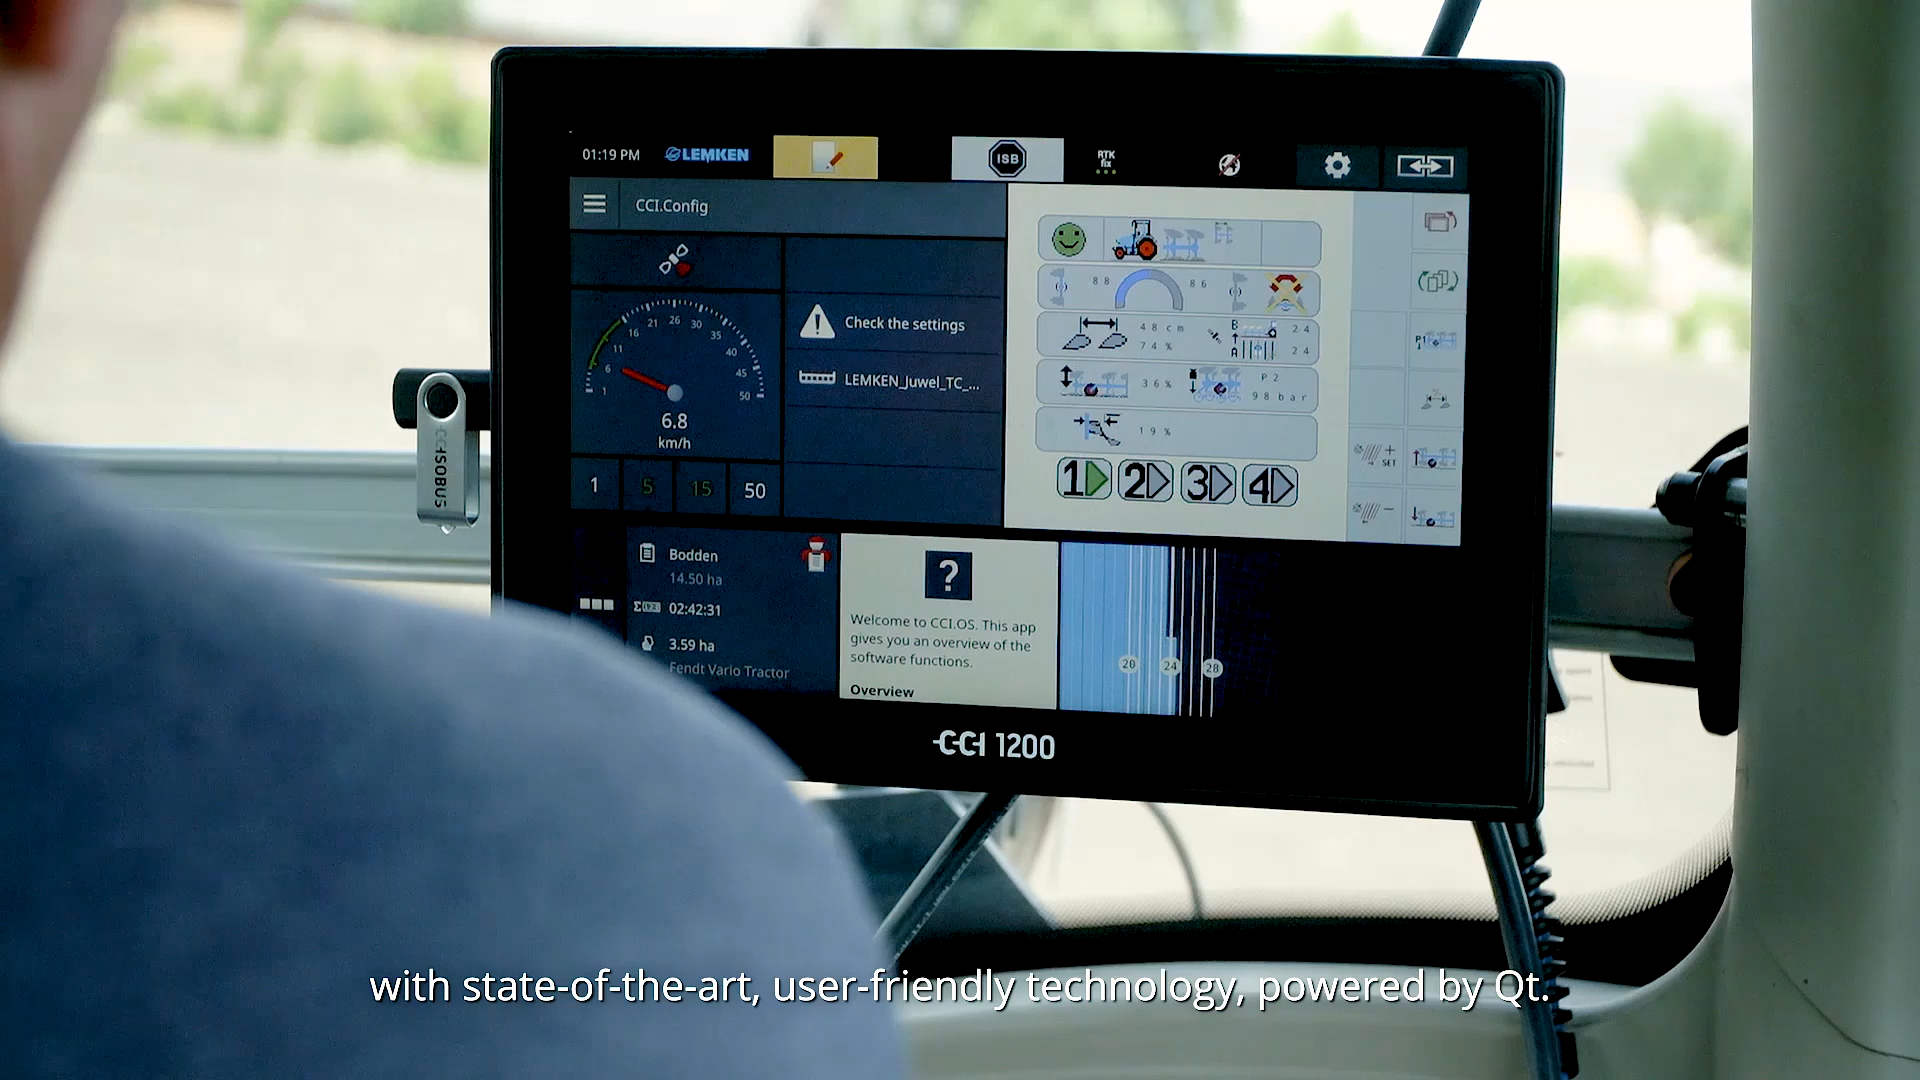 01:19 PM LEMKEN ISB RTK fix
CCI.Config
1 6 11 16 21 26 30 35 40 45 50
6.8
km/h
1 5 15 50
Check the settings
LEMKEN_Juwel_TC_...
88 86
48 cm
74 %
B
A
24
24
36 %
P2
98 bar
19 %
1 2 3 4
P1
SET
Bodden
14.50 ha
02:42:31
3.59 ha
Fendt Vario Tractor
?
Welcome to CCI.OS. This app
gives you an overview of the
software functions.
Overview
20 24 28
CCI 1200
CCISOBUS
with state-of-the-art, user-friendly technology, powered by Qt.